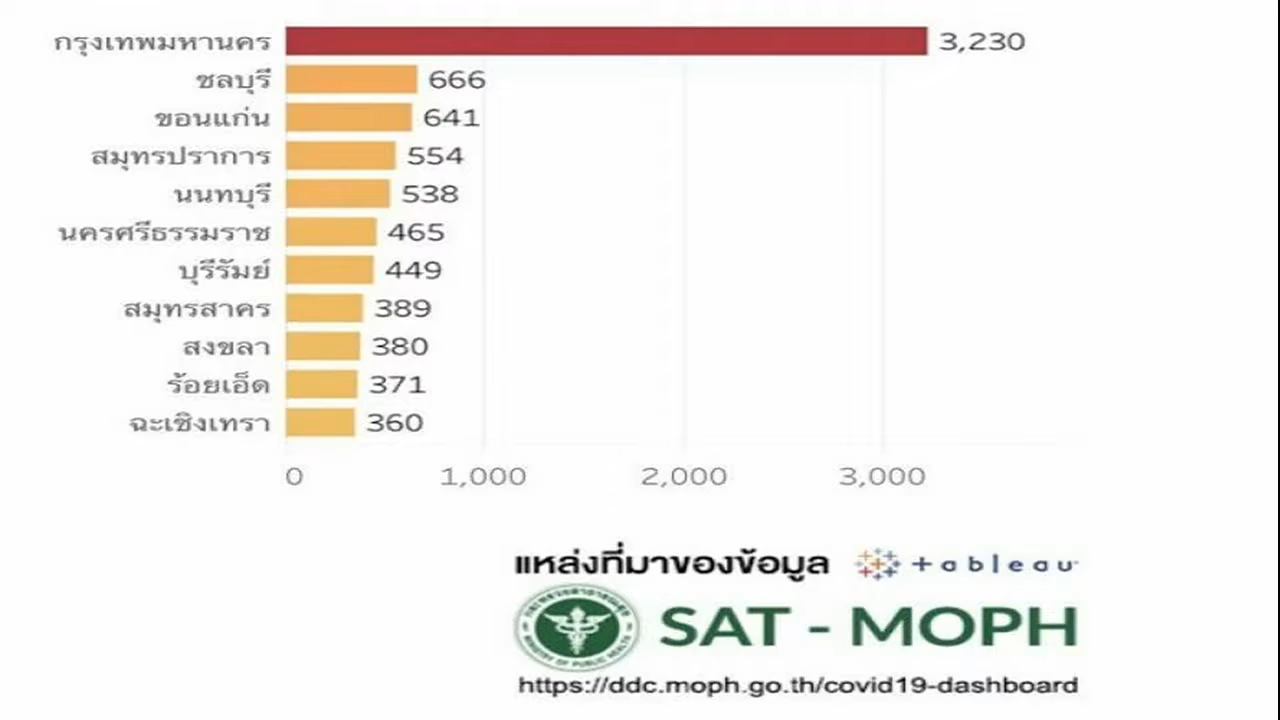 กรุงเทพมหานคร 3,230
ชลบุรี 666
ขอนแก่น 641
สมุทรปราการ 554
นนทบุรี 538
นครศรีธรรมราช 465
บุรีรัมย์ 449
สมุทรสาคร 389
สงขลา 380
ร้อยเอ็ด 371
ฉะเชิงเทรา 360
0 1,000 2,000 3,000
แหล่งที่มาของข้อมูล +ableau
SAT - MOPH
MINISTRY OF PUBLIC HEALTH
https://ddc.moph.go.th/covid19-dashboard